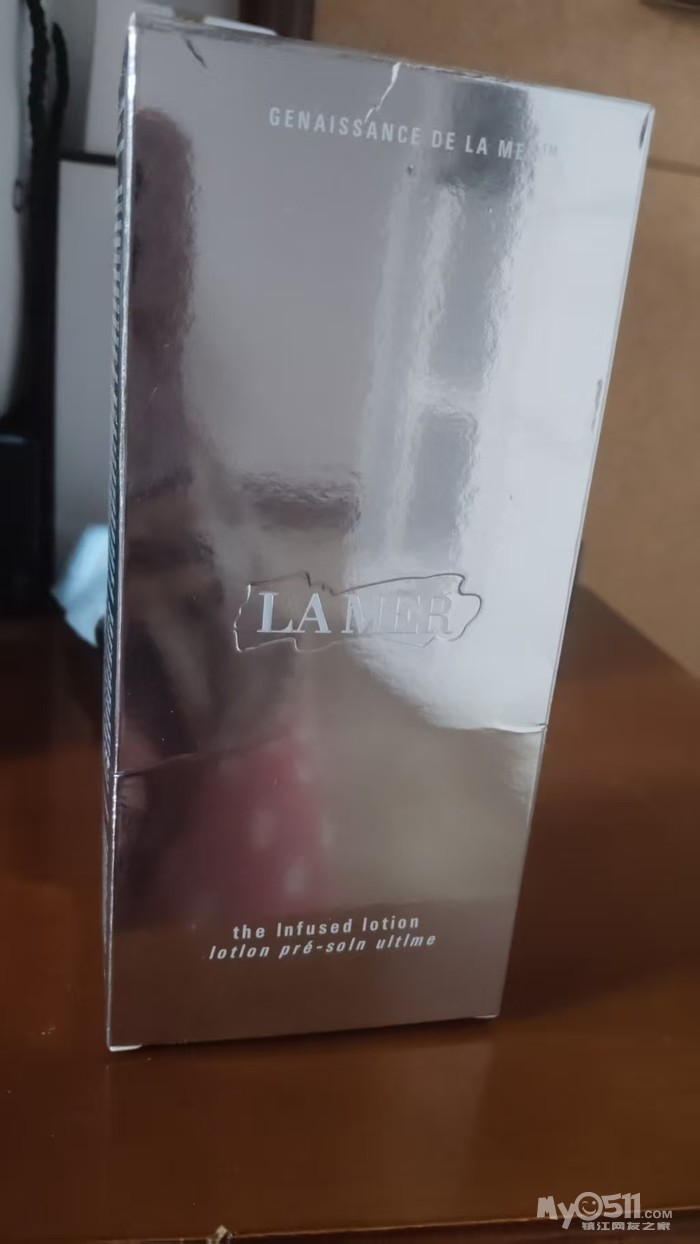 GENAISSANCE DE LA MER™
LA MER
the Infused lotion
lotion pré-soin ultime
My0511.COM
镇江网友之家